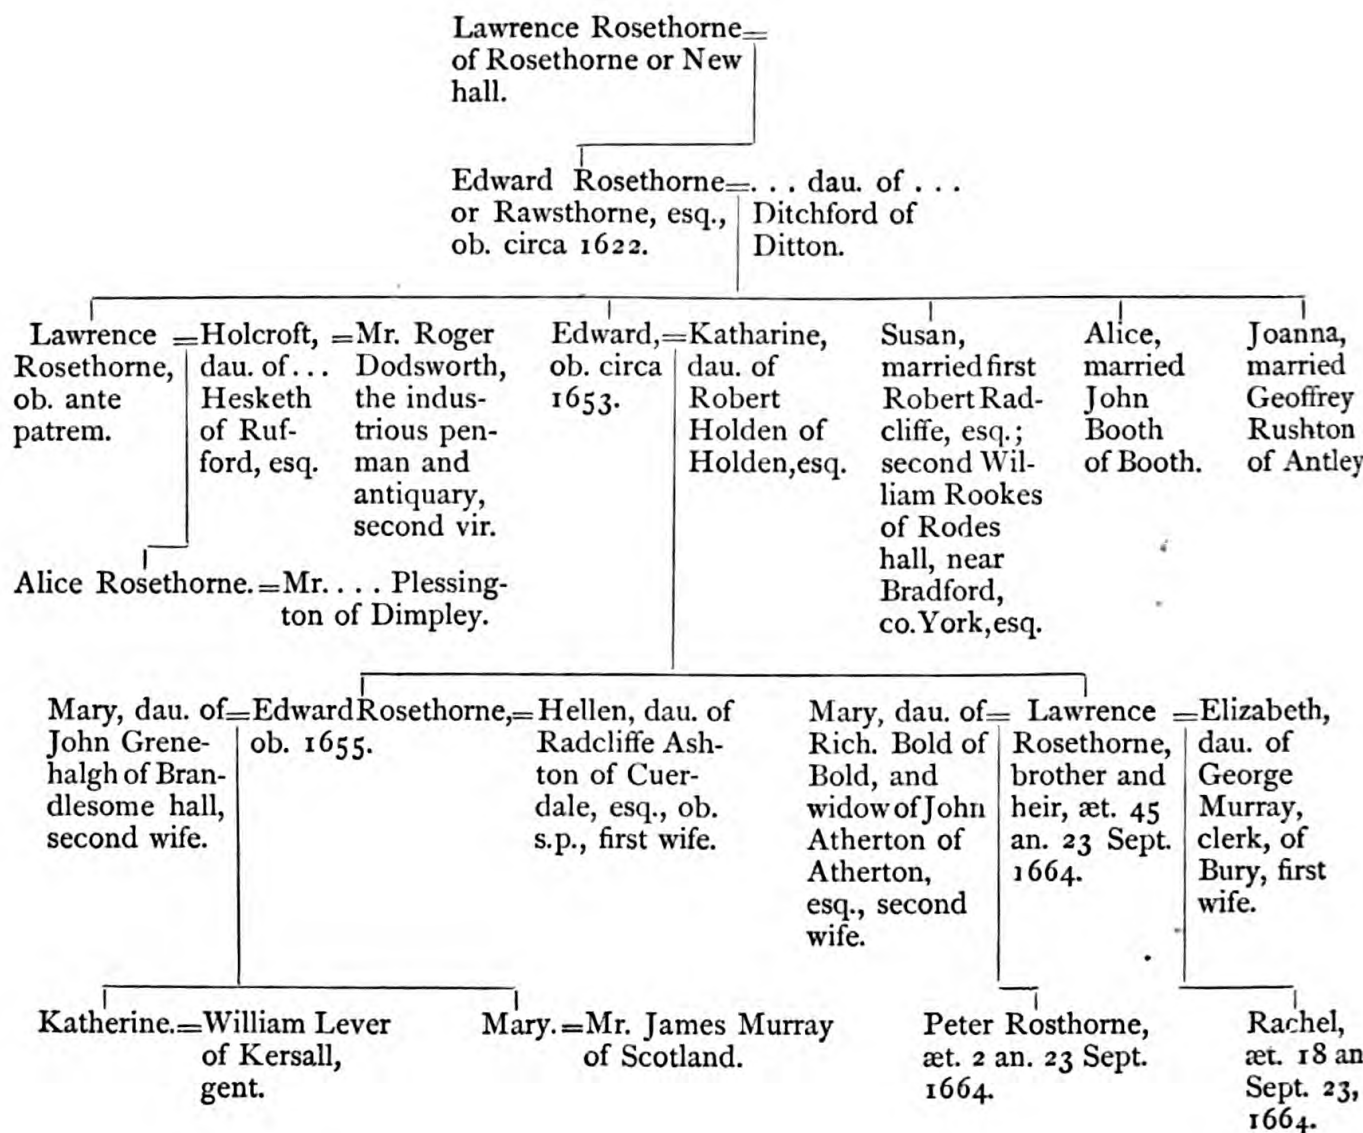 Lawrence Rosethorne=
of Rosethorne or New
hall.
Edward Rosethorne=. . . dau. of . . .
or Rawsthorne, esq., Ditchford of
ob. circa 1622. Ditton.
Lawrence =
Rosethorne,
ob. ante
patrem.
Holcroft, =
dau. of...
Hesketh
of Ruf-
ford, esq.
Mr. Roger
Dodsworth,
the indus-
trious pen-
man and
antiquary,
second vir.
Edward,=
ob. circa
1653.
Katharine,
dau. of
Robert
Holden of
Holden, esq.
Susan,
married first
Robert Rad-
cliffe, esq.;
second Wil-
liam Rookes
of Rodes
hall, near
Bradford,
co. York, esq.
Alice,
married
John
Booth
of Booth.
Joanna,
married
Geoffrey
Rushton
of Antley
Alice Rosethorne.=Mr. . . . Plessing-
ton of Dimpley.
Mary, dau. of=
John Grene-
halgh of Bran-
dlesome hall,
second wife.
Edward Rosethorne,=
ob. 1655.
Hellen, dau. of
Radcliffe Ash-
ton of Cuer-
dale, esq., ob.
s.p., first wife.
Mary, dau. of=
Rich. Bold of
Bold, and
widow of John
Atherton of
Atherton,
esq., second
wife.
Lawrence =
Rosethorne,
brother and
heir, æt. 45
an. 23 Sept.
1664.
Elizabeth,
dau. of
George
Murray,
clerk, of
Bury, first
wife.
Katherine.=William Lever
of Kersall,
gent.
Mary.=Mr. James Murray
of Scotland.
Peter Rosthorne,
æt. 2 an. 23 Sept.
1664.
Rachel,
æt. 18 an
Sept. 23,
1664.